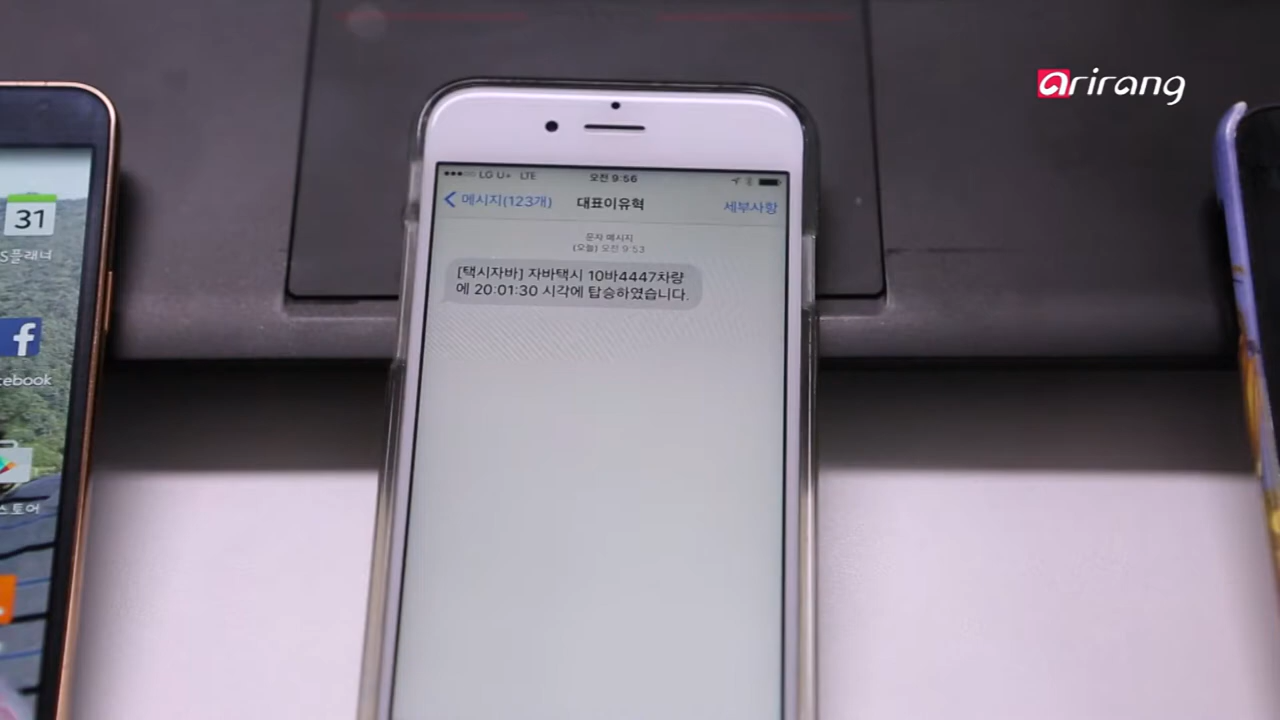 arirang
LG U+ LTE
오전 9:56
메시지(123개)
대표이유혁
세부사항
문자 메시지
(오늘) 오전 9:53
[택시자바] 자바택시 10바4447차량
에 20:01:30 시각에 탑승하였습니다.
31
S플래너
f
cebook
스토어